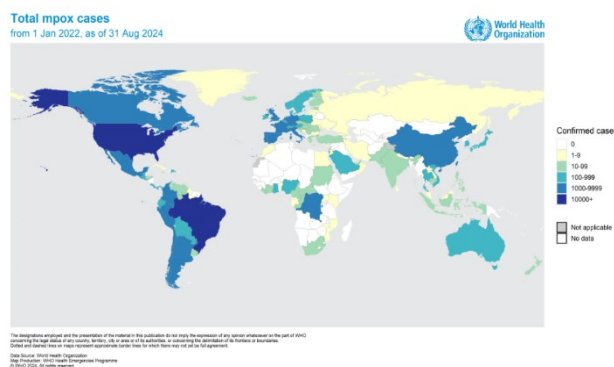 Total mpox cases
from 1 Jan 2022, as of 31 Aug 2024
World Health
Organization
Confirmed case
0
1-9
10-99
100-999
1000-9999
10000+
Not applicable
No data
The designations employed and the presentation of the material in this publication do not imply the expression of any opinion whatsoever on the part of WHO
concerning the legal status of any country, territory, city or area or of its authorities, or concerning the delimitation of its frontiers or boundaries.
Dotted and dashed lines on maps represent approximate border lines for which there may not yet be full agreement.
Data Source: World Health Organization
Map Production: WHO Health Emergencies Programme
© WHO 2024. All rights reserved.